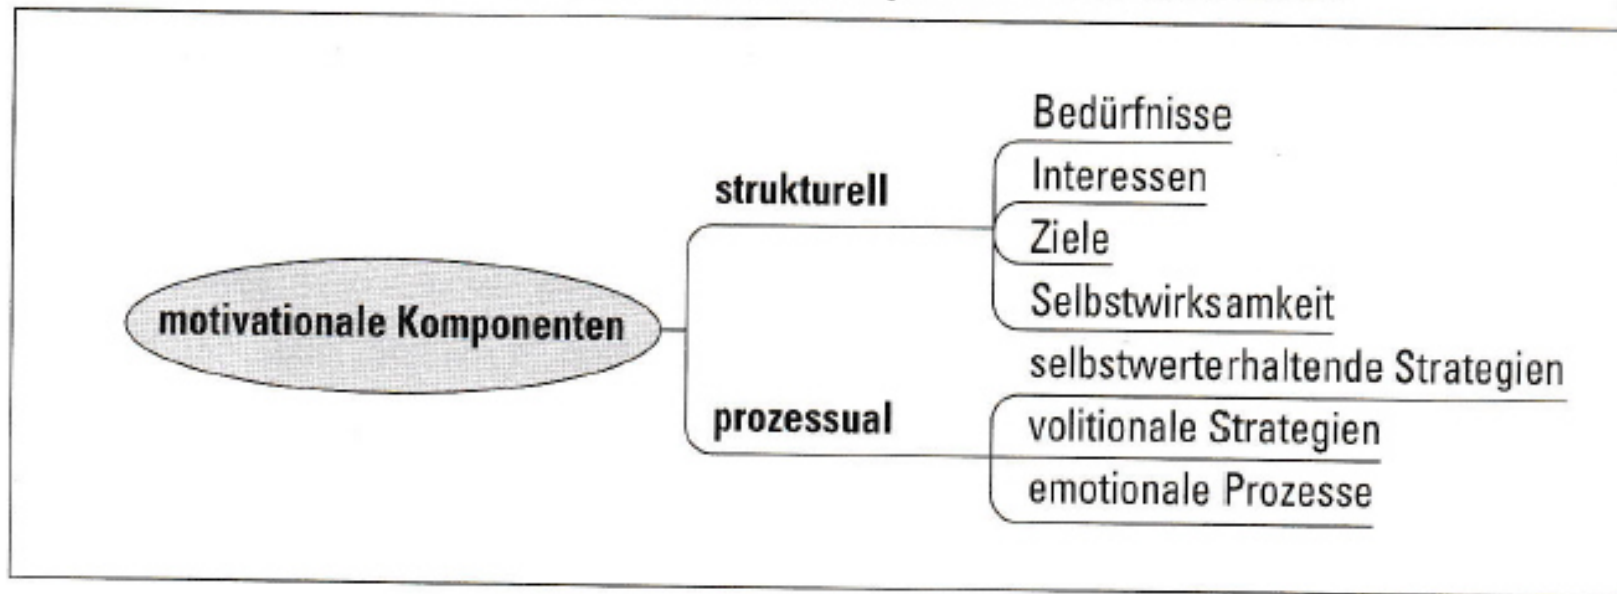 Bedürfnisse
Interessen
strukturell
Ziele
Selbstwirksamkeit
motivationale Komponenten
selbstwerterhaltende Strategien
prozessual
volitionale Strategien
emotionale Prozesse